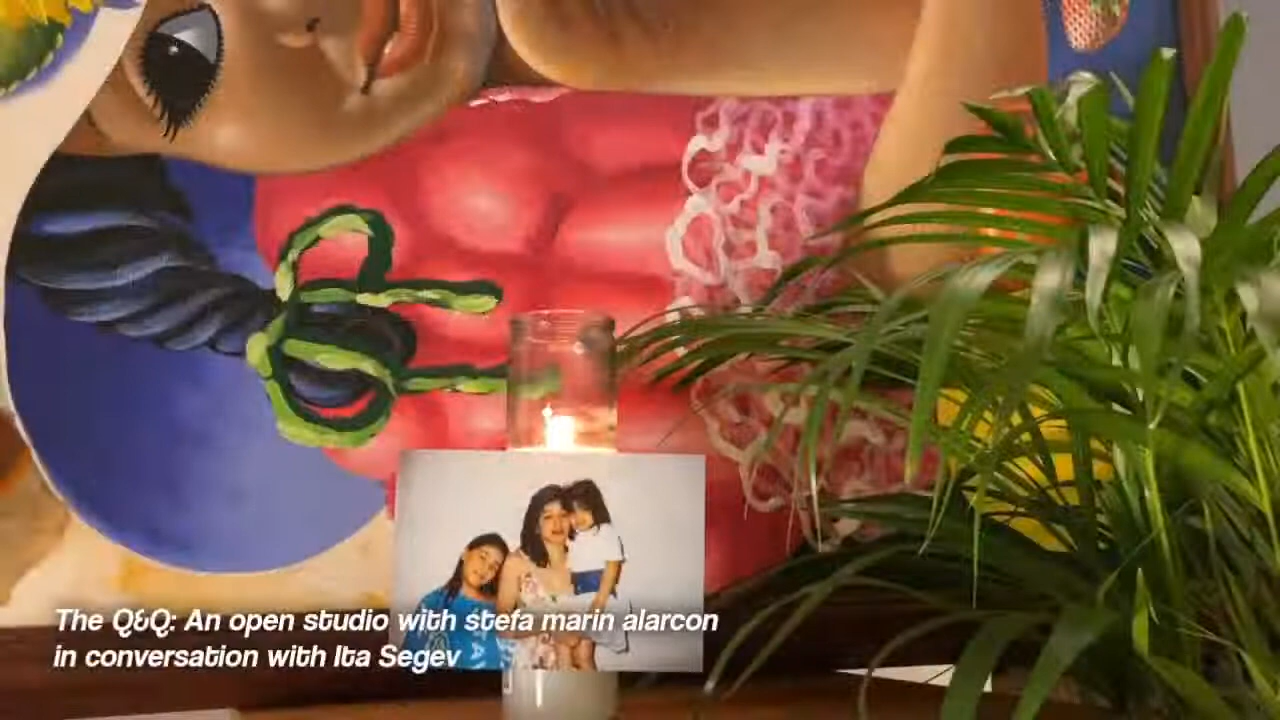 The Q&Q: An open studio with stefa marin alarcon
in conversation with Ita Segev